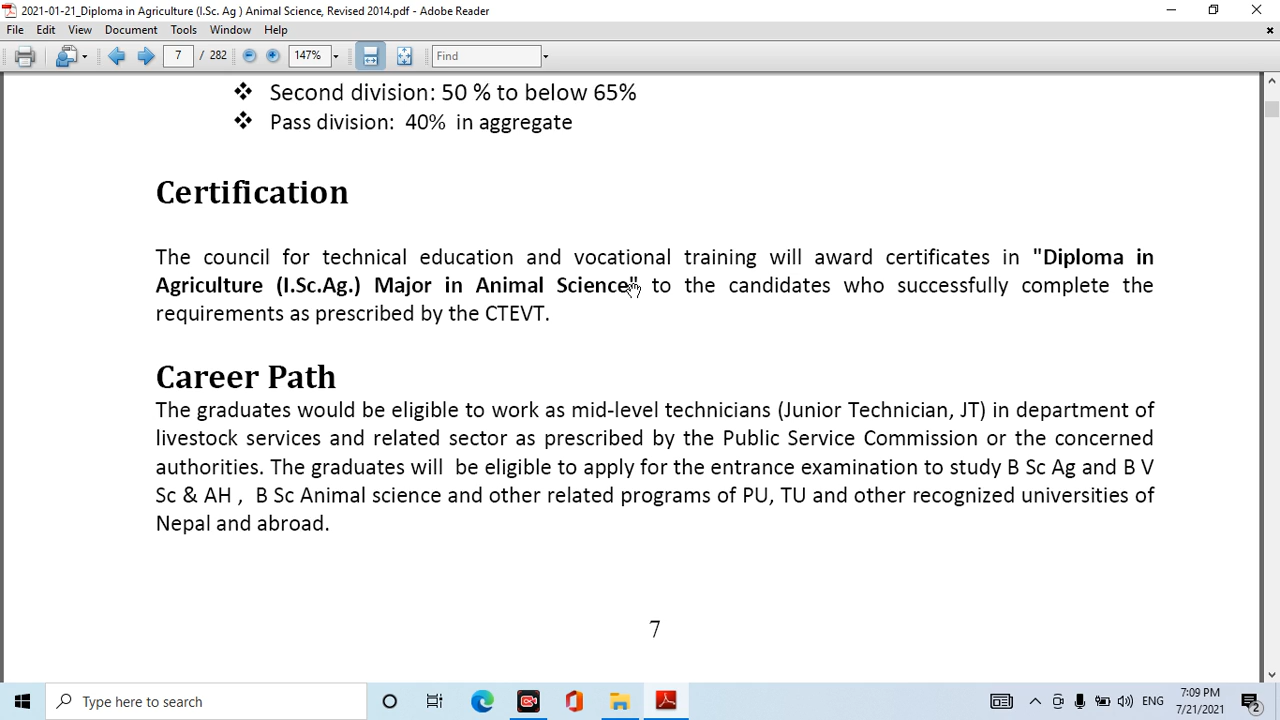 2021-01-21_Diploma in Agriculture (I.Sc. Ag ) Animal Science, Revised 2014.pdf - Adobe Reader
File Edit View Document Tools Window Help
7 / 282 147% Find
❖ Second division: 50 % to below 65%
❖ Pass division: 40% in aggregate
Certification
The council for technical education and vocational training will award certificates in "Diploma in
Agriculture (I.Sc.Ag.) Major in Animal Science" to the candidates who successfully complete the
requirements as prescribed by the CTEVT.
Career Path
The graduates would be eligible to work as mid-level technicians (Junior Technician, JT) in department of
livestock services and related sector as prescribed by the Public Service Commission or the concerned
authorities. The graduates will be eligible to apply for the entrance examination to study B Sc Ag and B V
Sc & AH , B Sc Animal science and other related programs of PU, TU and other recognized universities of
Nepal and abroad.
7
Type here to search
ENG
7:09 PM
7/21/2021
2